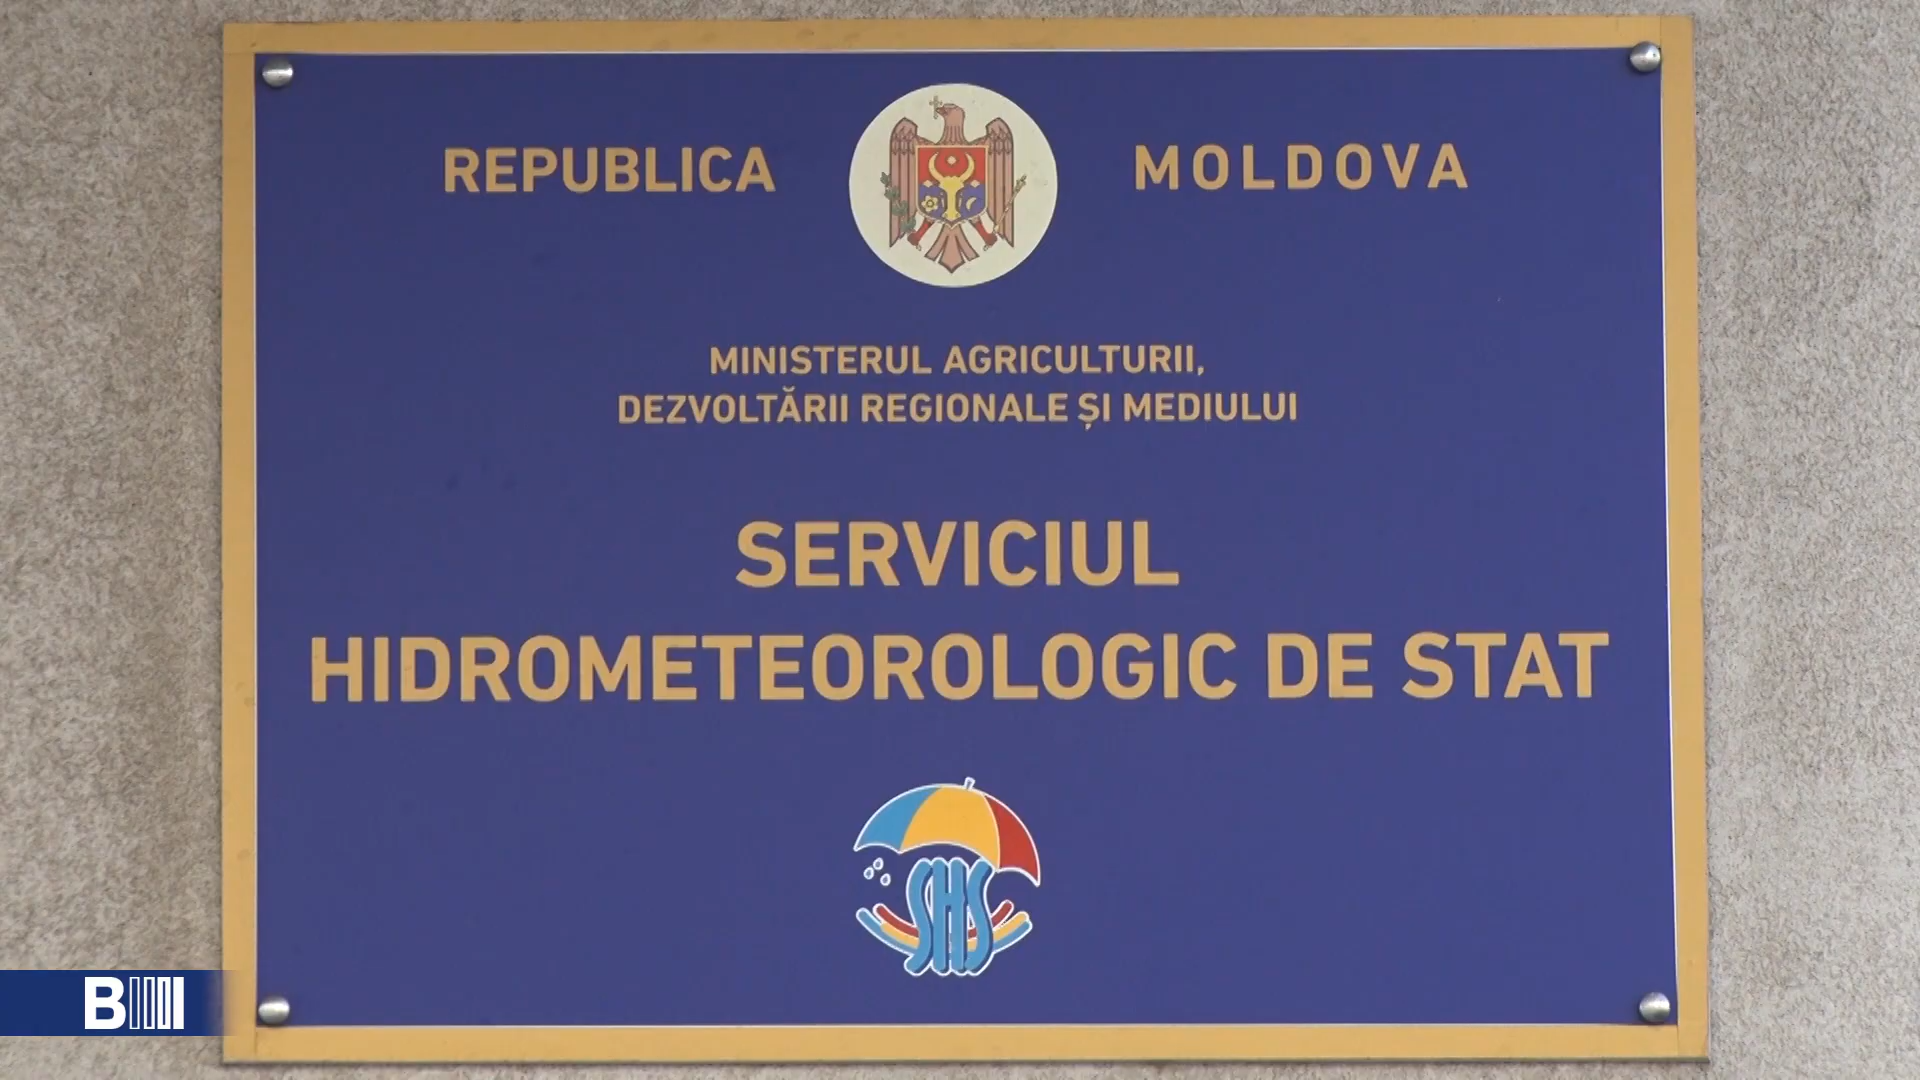 REPUBLICA MOLDOVA
MINISTERUL AGRICULTURII,
DEZVOLTĂRII REGIONALE ȘI MEDIULUI
SERVICIUL
HIDROMETEOROLOGIC DE STAT
SHS
B